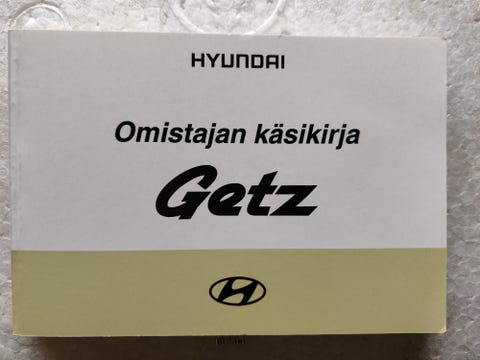 HYUNDAI
Omistajan käsikirja
Getz